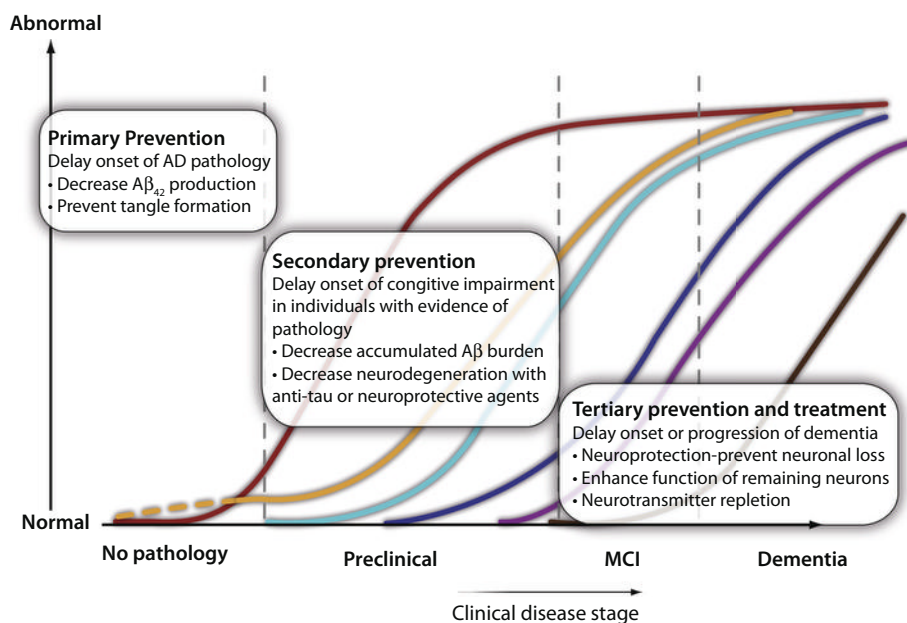 Abnormal
Primary Prevention
Delay onset of AD pathology
• Decrease Aβ₄₂ production
• Prevent tangle formation
Secondary prevention
Delay onset of congitive impairment
in individuals with evidence of
pathology
• Decrease accumulated Aβ burden
• Decrease neurodegeneration with
anti-tau or neuroprotective agents
Tertiary prevention and treatment
Delay onset or progression of dementia
• Neuroprotection-prevent neuronal loss
• Enhance function of remaining neurons
• Neurotransmitter repletion
Normal
No pathology
Preclinical
MCI
Dementia
Clinical disease stage